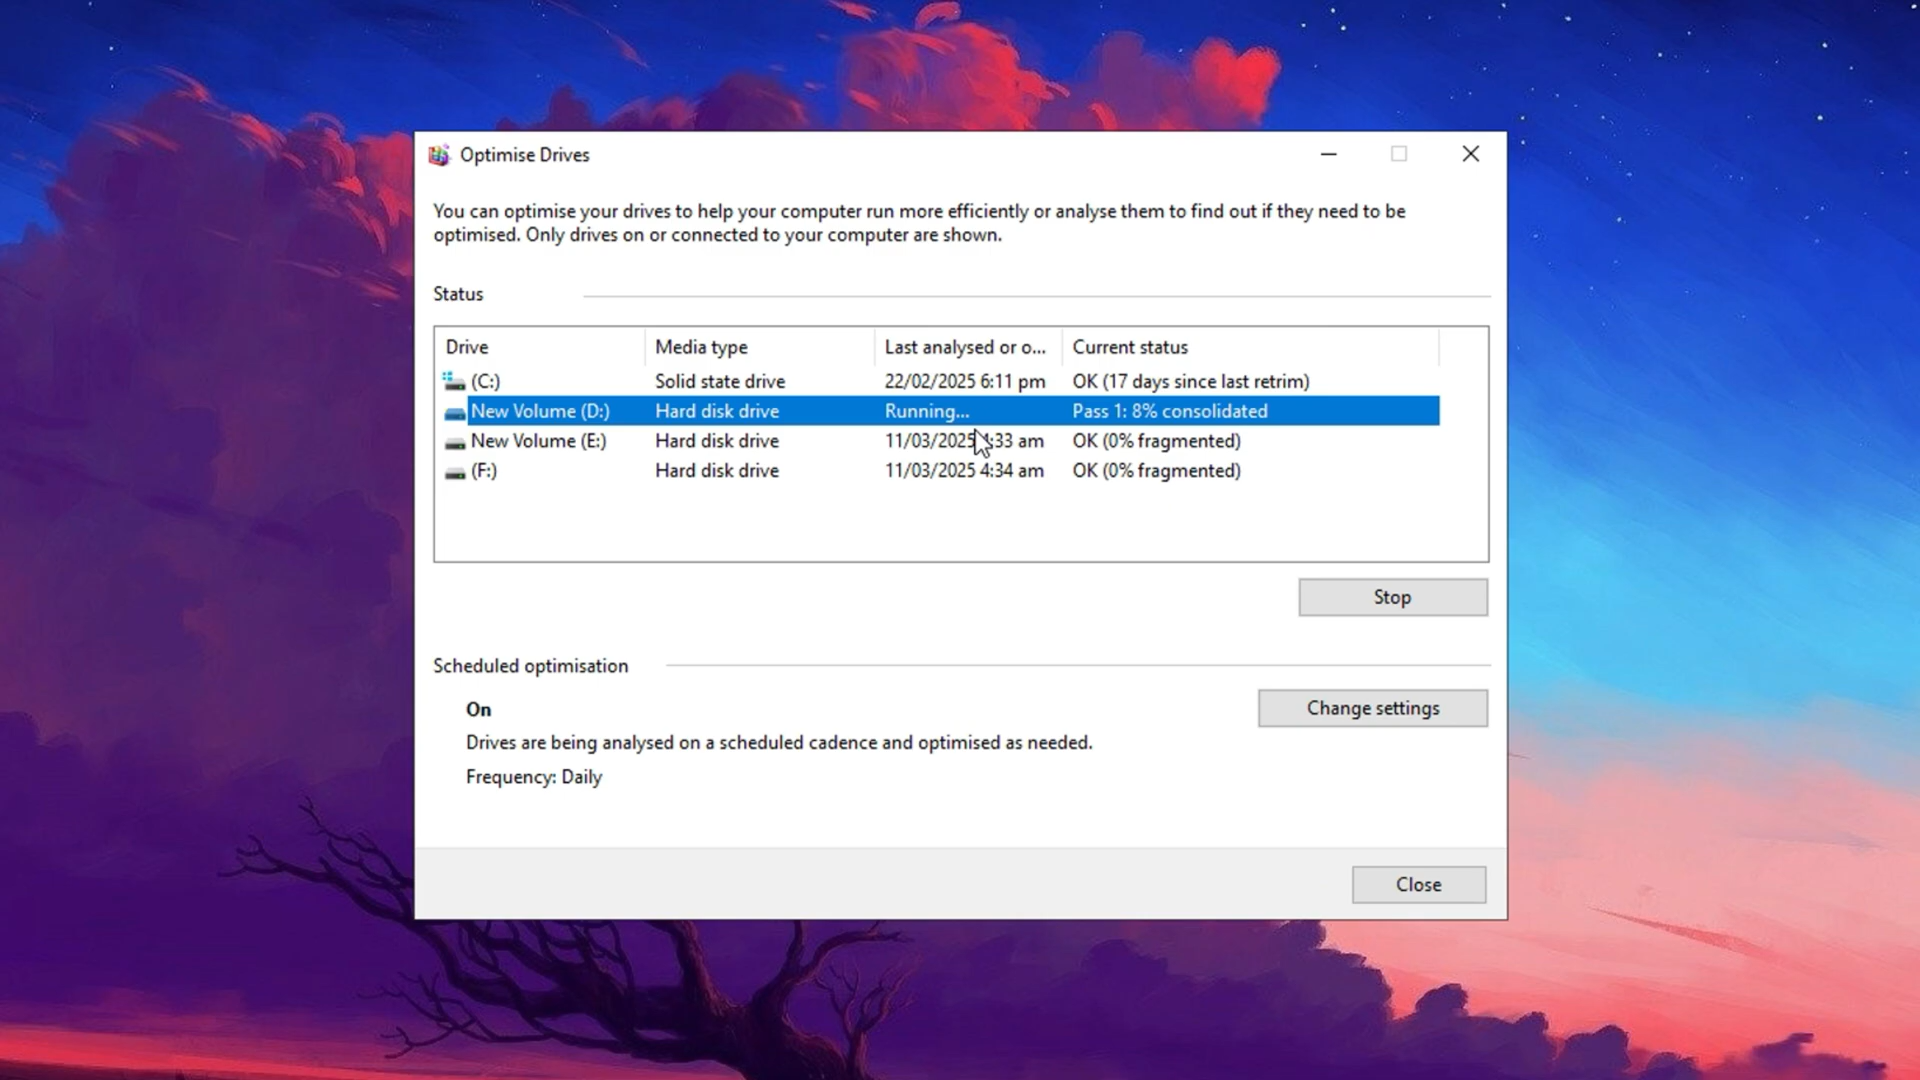 Optimise Drives
You can optimise your drives to help your computer run more efficiently or analyse them to find out if they need to be
optimised. Only drives on or connected to your computer are shown.
Status
Drive Media type Last analysed or o... Current status
(C:) Solid state drive 22/02/2025 6:11 pm OK (17 days since last retrim)
New Volume (D:) Hard disk drive Running... Pass 1: 8% consolidated
New Volume (E:) Hard disk drive 11/03/2025 :33 am OK (0% fragmented)
(F:) Hard disk drive 11/03/2025 4:34 am OK (0% fragmented)
Stop
Scheduled optimisation
On
Change settings
Drives are being analysed on a scheduled cadence and optimised as needed.
Frequency: Daily
Close